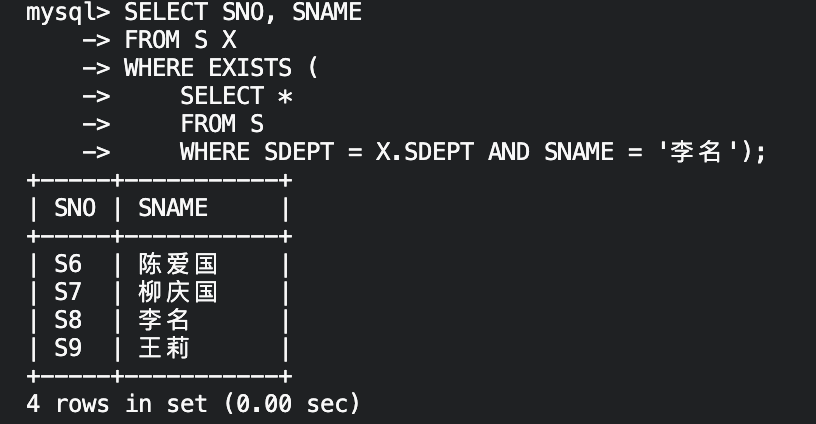 mysql> SELECT SNO, SNAME
    -> FROM S X
    -> WHERE EXISTS (
    ->     SELECT *
    ->     FROM S
    ->     WHERE SDEPT = X.SDEPT AND SNAME = '李名');
+-----+-----------+
| SNO | SNAME     |
+-----+-----------+
| S6  | 陈爱国    |
| S7  | 柳庆国    |
| S8  | 李名      |
| S9  | 王莉      |
+-----+-----------+
4 rows in set (0.00 sec)